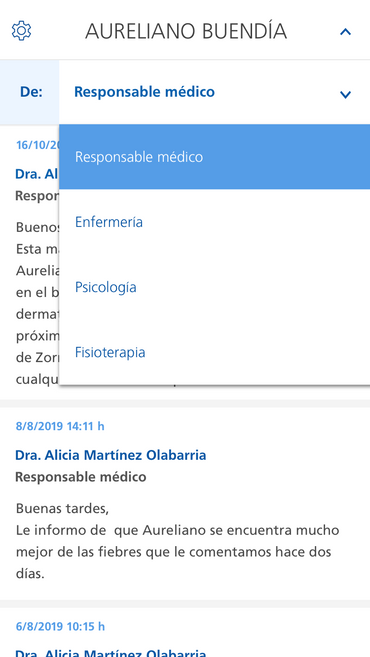 AURELIANO BUENDÍA
De:
Responsable médico
Responsable médico
Enfermería
Psicología
Fisioterapia
16/10/20
Dra. Al
Respon
Buenos
Esta m
Aurelia
en el b
dermat
próxim
de Zorr
cualqu
8/8/2019 14:11 h
Dra. Alicia Martínez Olabarria
Responsable médico
Buenas tardes,
Le informo de que Aureliano se encuentra mucho
mejor de las fiebres que le comentamos hace dos
días.
6/8/2019 10:15 h
Dra. Alicia Martínez Olabarria